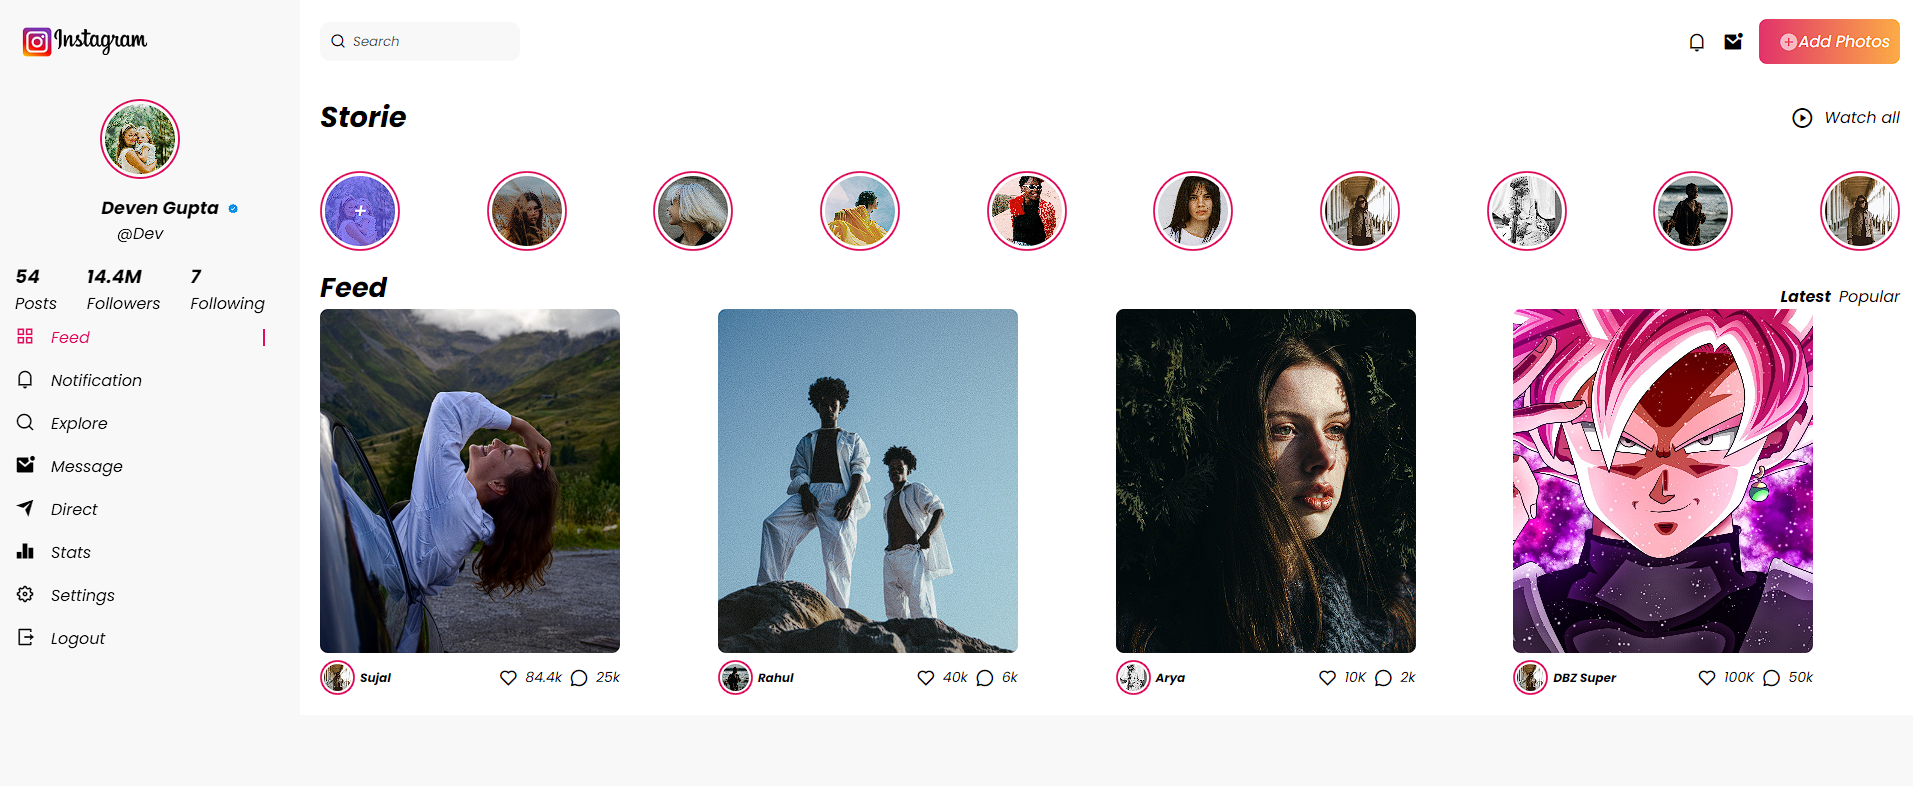 Instagram
Search
Add Photos
Deven Gupta
@Dev
54 14.4M 7
Posts Followers Following
Feed
Notification
Explore
Message
Direct
Stats
Settings
Logout
Storie
Watch all
Feed
Latest Popular
Sujal 84.4k 25k
Rahul 40k 6k
Arya 10K 2k
DBZ Super 100K 50k